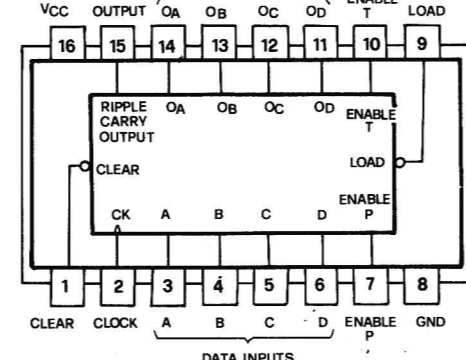 ENABLE
VCC OUTPUT OA OB OC OD T LOAD
16 15 14 13 12 11 10 9
RIPPLE CARRY OUTPUT
OA OB OC OD ENABLE T
CLEAR LOAD
CK A B C D ENABLE P
1 2 3 4 5 6 7 8
CLEAR CLOCK A B C D ENABLE P GND
DATA INPUTS